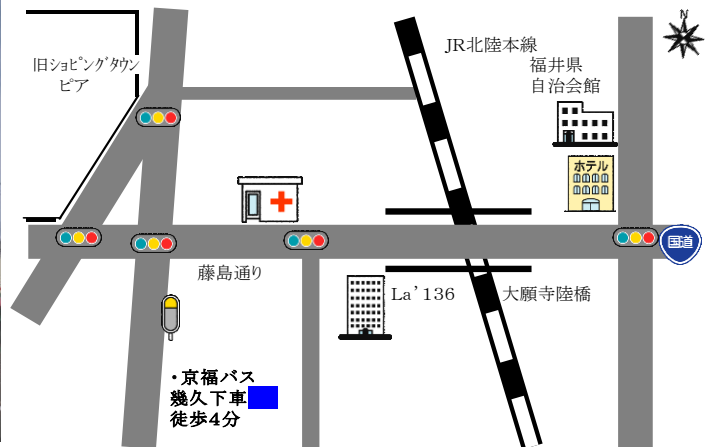 N
JR北陸本線
旧ショピングタウン
ピア
福井県
自治会館
ホテル
国道
藤島通り
La’136
大願寺陸橋
・京福バス
幾久下車
徒歩4分